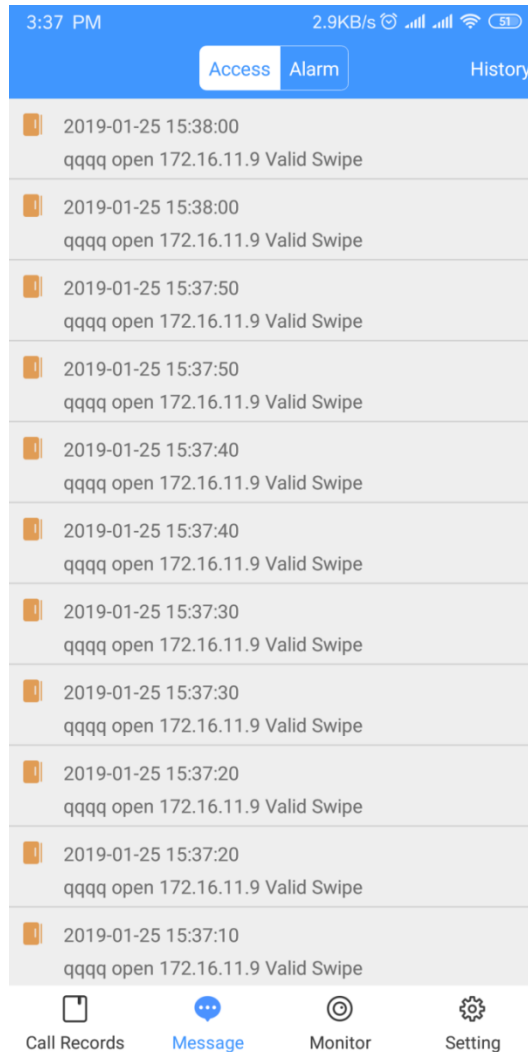 3:37 PM 2.9KB/s 51
Access Alarm History
2019-01-25 15:38:00
qqqq open 172.16.11.9 Valid Swipe
2019-01-25 15:38:00
qqqq open 172.16.11.9 Valid Swipe
2019-01-25 15:37:50
qqqq open 172.16.11.9 Valid Swipe
2019-01-25 15:37:50
qqqq open 172.16.11.9 Valid Swipe
2019-01-25 15:37:40
qqqq open 172.16.11.9 Valid Swipe
2019-01-25 15:37:40
qqqq open 172.16.11.9 Valid Swipe
2019-01-25 15:37:30
qqqq open 172.16.11.9 Valid Swipe
2019-01-25 15:37:30
qqqq open 172.16.11.9 Valid Swipe
2019-01-25 15:37:20
qqqq open 172.16.11.9 Valid Swipe
2019-01-25 15:37:20
qqqq open 172.16.11.9 Valid Swipe
2019-01-25 15:37:10
qqqq open 172.16.11.9 Valid Swipe
Call Records Message Monitor Setting